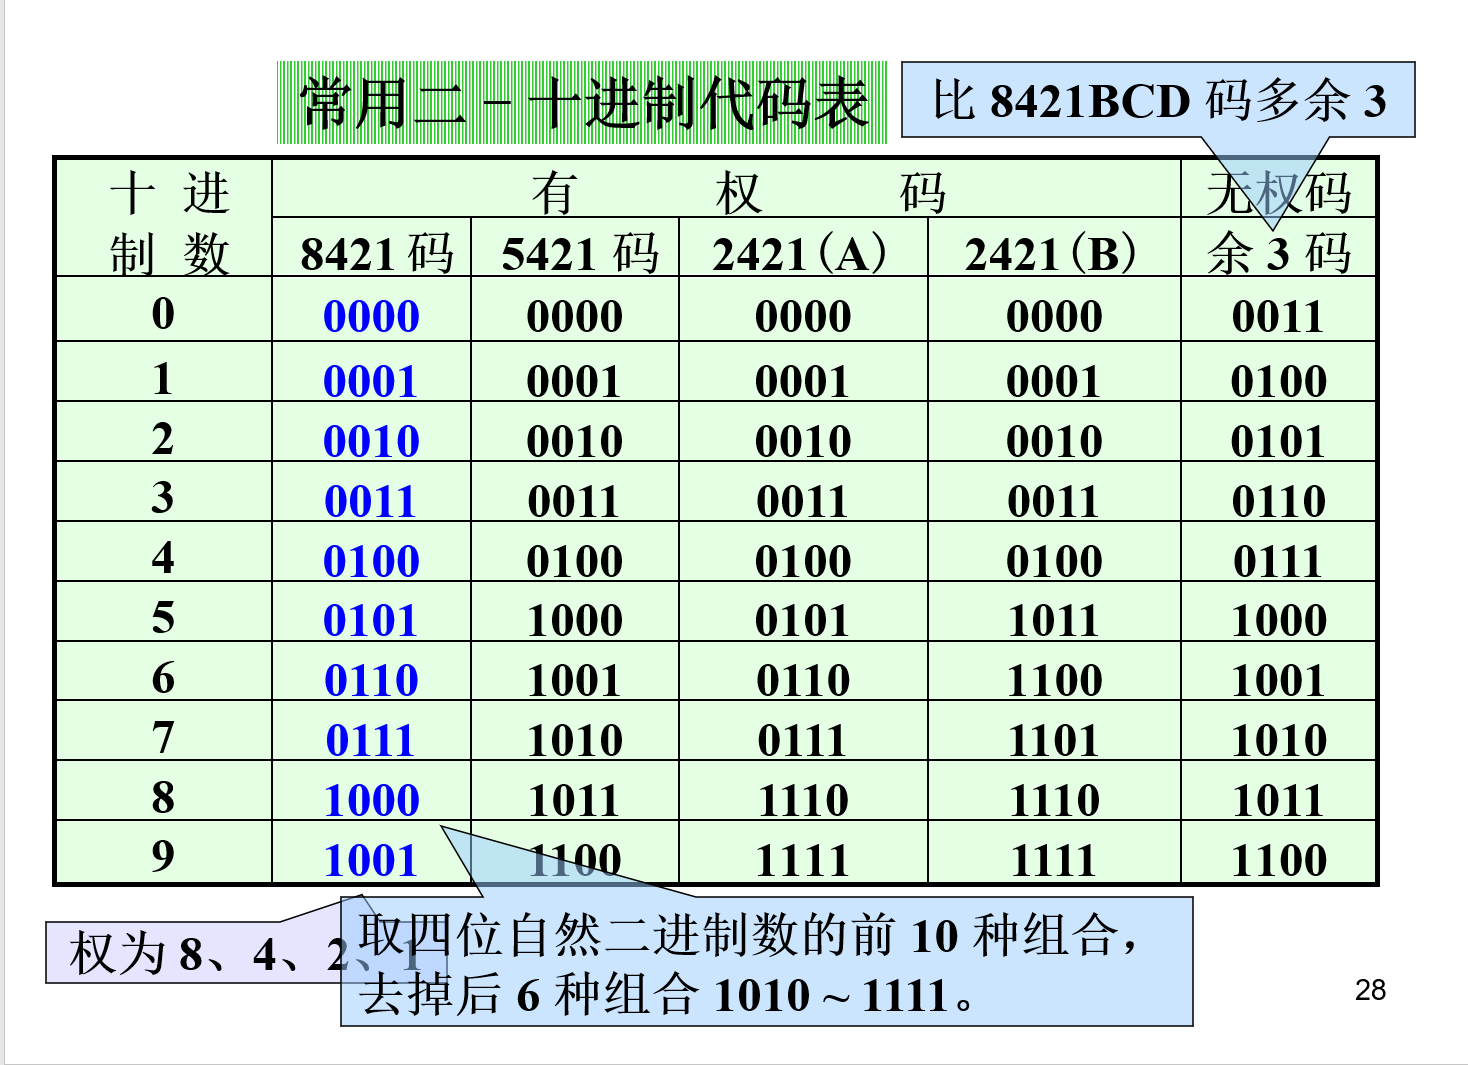 常用二－十进制代码表
比 8421BCD 码多余 3
十 进 制 数 有 权 码 无权码
8421 码 5421 码 2421(A) 2421(B) 余 3 码
0 0000 0000 0000 0000 0011
1 0001 0001 0001 0001 0100
2 0010 0010 0010 0010 0101
3 0011 0011 0011 0011 0110
4 0100 0100 0100 0100 0111
5 0101 1000 0101 1011 1000
6 0110 1001 0110 1100 1001
7 0111 1010 0111 1101 1010
8 1000 1011 1110 1110 1011
9 1001 1100 1111 1111 1100
权为 8、4、2、1
取四位自然二进制数的前 10 种组合，
去掉后 6 种组合 1010 ~ 1111。
28